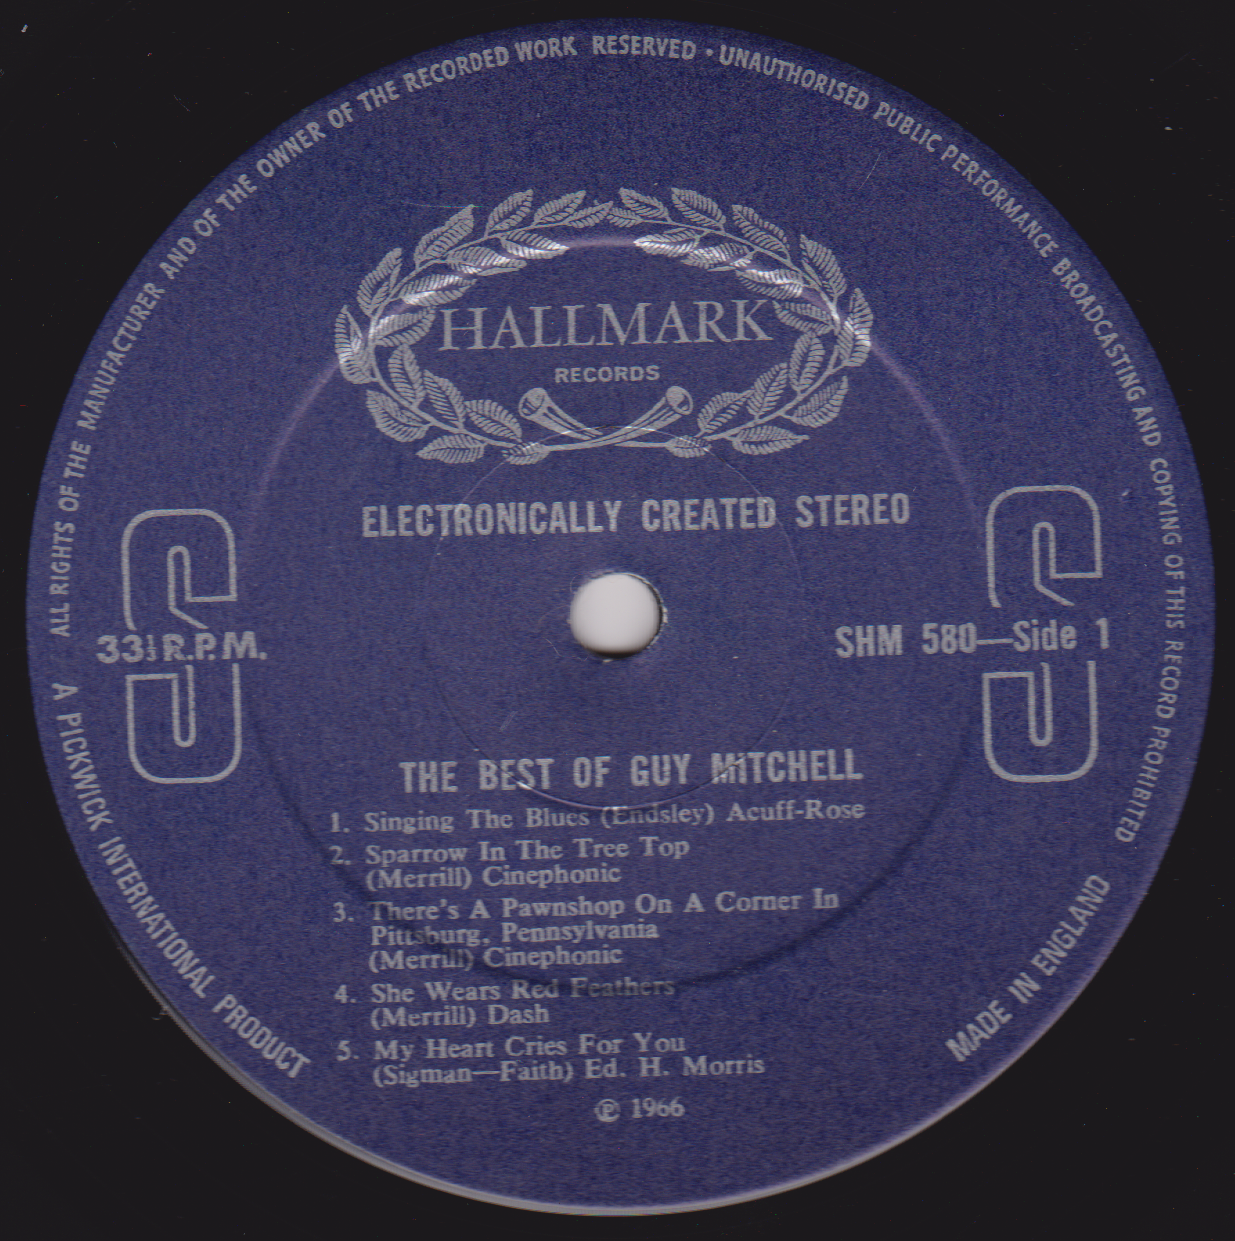 ALL RIGHTS OF THE MANUFACTURER AND OF THE OWNER OF THE RECORDED WORK RESERVED • UNAUTHORISED PUBLIC PERFORMANCE BROADCASTING AND COPYING OF THIS RECORD PROHIBITED
HALLMARK
RECORDS
ELECTRONICALLY CREATED STEREO
S
S
33⅓ R.P.M.
SHM 580—Side 1
THE BEST OF GUY MITCHELL
1. Singing The Blues (Endsley) Acuff-Rose
2. Sparrow In The Tree Top
(Merrill) Cinephonic
3. There's A Pawnshop On A Corner In
Pittsburg, Pennsylvania
(Merrill) Cinephonic
4. She Wears Red Feathers
(Merrill) Dash
5. My Heart Cries For You
(Sigman—Faith) Ed. H. Morris
℗ 1966
A PICKWICK INTERNATIONAL PRODUCT
MADE IN ENGLAND